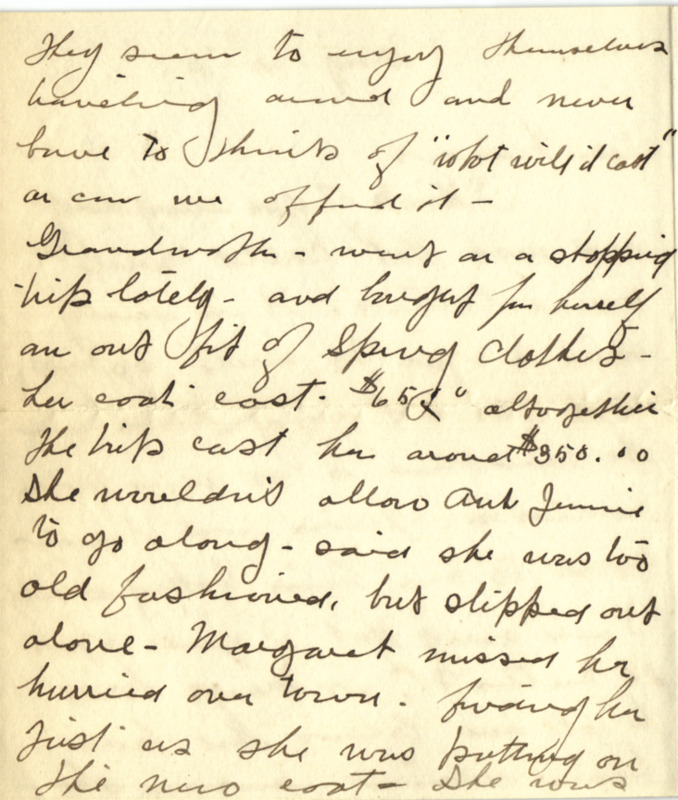 They seem to enjoy themselves
traveling around and never
have to think of "what will it cost"
or can we afford it -
Grandmother - went on a shopping
trip lately - and bought for herself
an out fit of Spring Clothes -
her coat cost - $65 altogether
the trip cost her around $350.00
She wouldn't allow Aunt Jennie
to go along - said she was too
old fashioned, but slipped out
alone - Margaret missed her
hurried over town - finding her
just as she was putting on
the new coat - She was